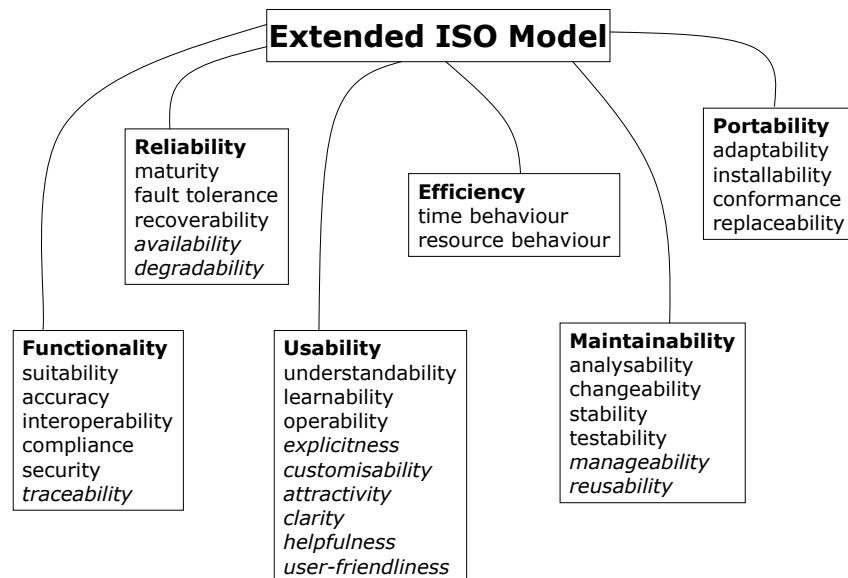 Extended ISO Model
Reliability
maturity
fault tolerance
recoverability
availability
degradability
Efficiency
time behaviour
resource behaviour
Portability
adaptability
installability
conformance
replaceability
Functionality
suitability
accuracy
interoperability
compliance
security
traceability
Usability
understandability
learnability
operability
explicitness
customisability
attractivity
clarity
helpfulness
user-friendliness
Maintainability
analysability
changeability
stability
testability
manageability
reusability